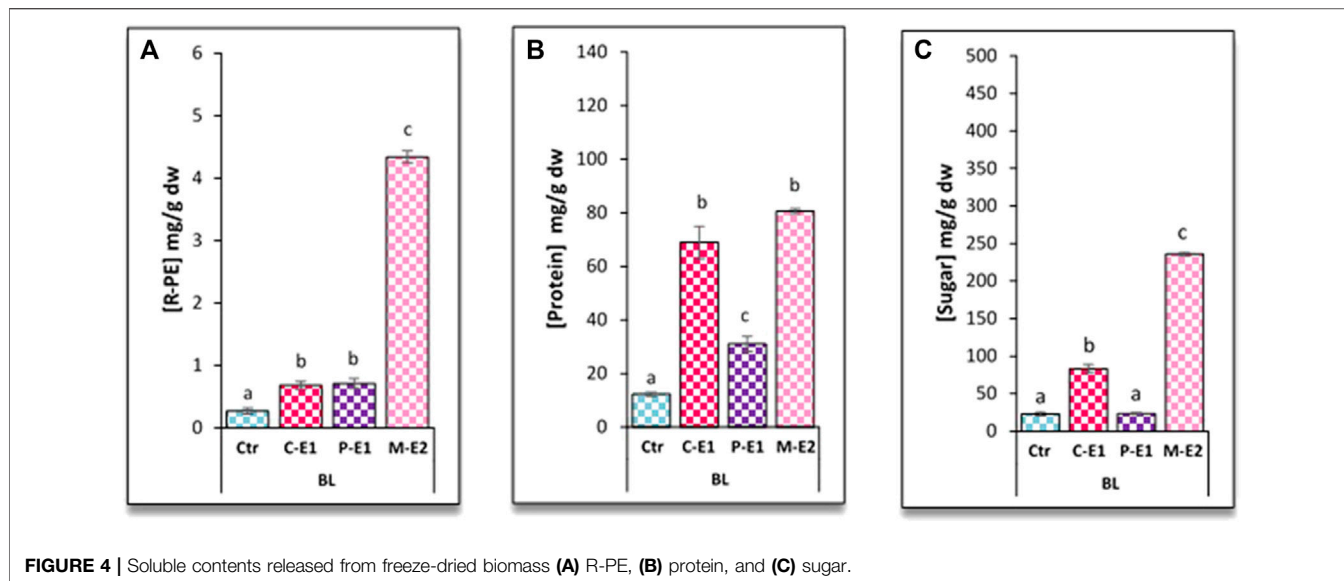 A
[R-PE] mg/g dw
6
5
4
3
2
1
0
a
b
b
c
Ctr C-E1 P-E1 M-E2
BL
B
[Protein] mg/g dw
140
120
100
80
60
40
20
0
a
b
c
b
Ctr C-E1 P-E1 M-E2
BL
C
[Sugar] mg/g dw
500
450
400
350
300
250
200
150
100
50
0
a
b
a
c
Ctr C-E1 P-E1 M-E2
BL
FIGURE 4 | Soluble contents released from freeze-dried biomass (A) R-PE, (B) protein, and (C) sugar.